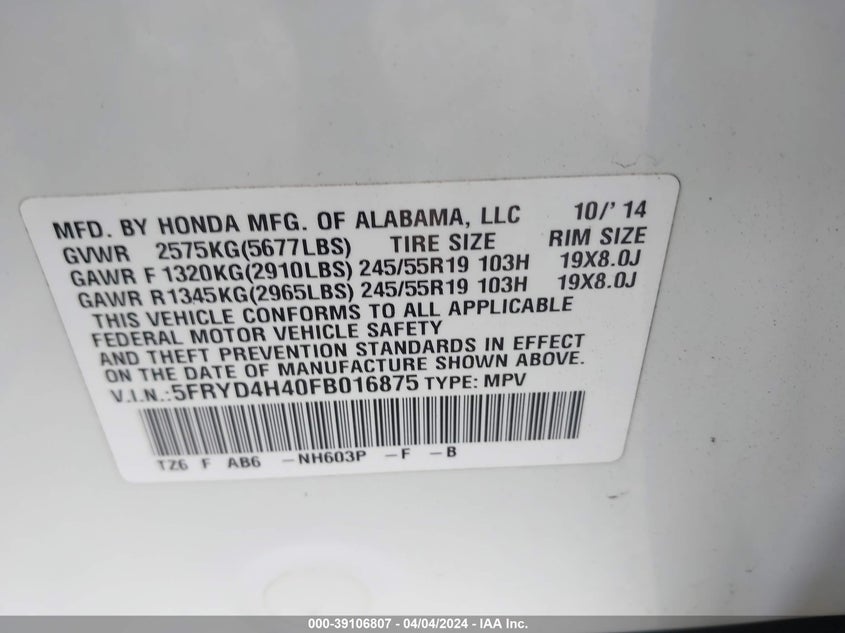 MFD. BY HONDA MFG. OF ALABAMA, LLC 10/' 14
GVWR 2575KG(5677LBS) TIRE SIZE RIM SIZE
GAWR F 1320KG(2910LBS) 245/55R19 103H 19X8.0J
GAWR R1345KG(2965LBS) 245/55R19 103H 19X8.0J
THIS VEHICLE CONFORMS TO ALL APPLICABLE
FEDERAL MOTOR VEHICLE SAFETY
AND THEFT PREVENTION STANDARDS IN EFFECT
ON THE DATE OF MANUFACTURE SHOWN ABOVE.
V.I.N.:5FRYD4H40FB016875 TYPE: MPV
TZ6 F AB6 -NH603P -F -B
000-39106807 - 04/04/2024 - IAA Inc.